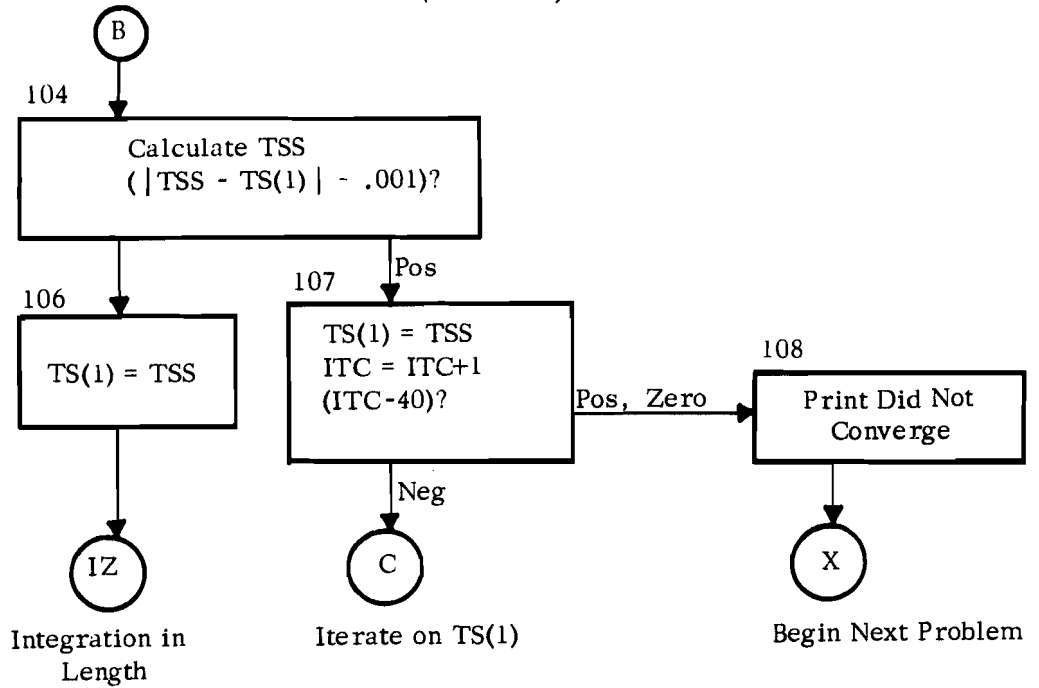 B
104
Calculate TSS
(|TSS - TS(1)| - .001)?
Pos
106
TS(1) = TSS
107
TS(1) = TSS
ITC = ITC+1
(ITC-40)?
Pos, Zero
108
Print Did Not
Converge
Neg
IZ
C
X
Integration in
Length
Iterate on TS(1)
Begin Next Problem